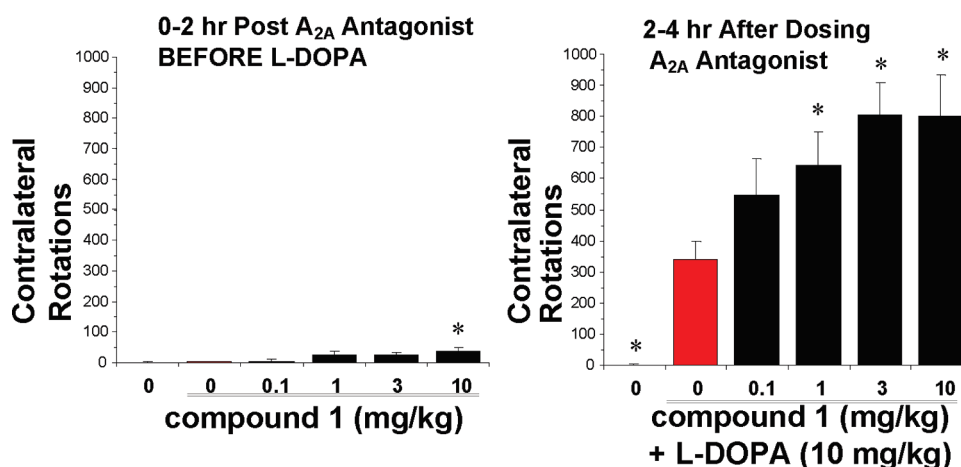 0-2 hr Post A2A Antagonist
BEFORE L-DOPA
1000
900
800
700
600
500
400
300
200
100
0
Contralateral
Rotations
0 0 0.1 1 3 10
*
compound 1 (mg/kg)
2-4 hr After Dosing
A2A Antagonist
1000
900
800
700
600
500
400
300
200
100
0
Contralateral
Rotations
* * * *
0 0 0.1 1 3 10
compound 1 (mg/kg)
+ L-DOPA (10 mg/kg)